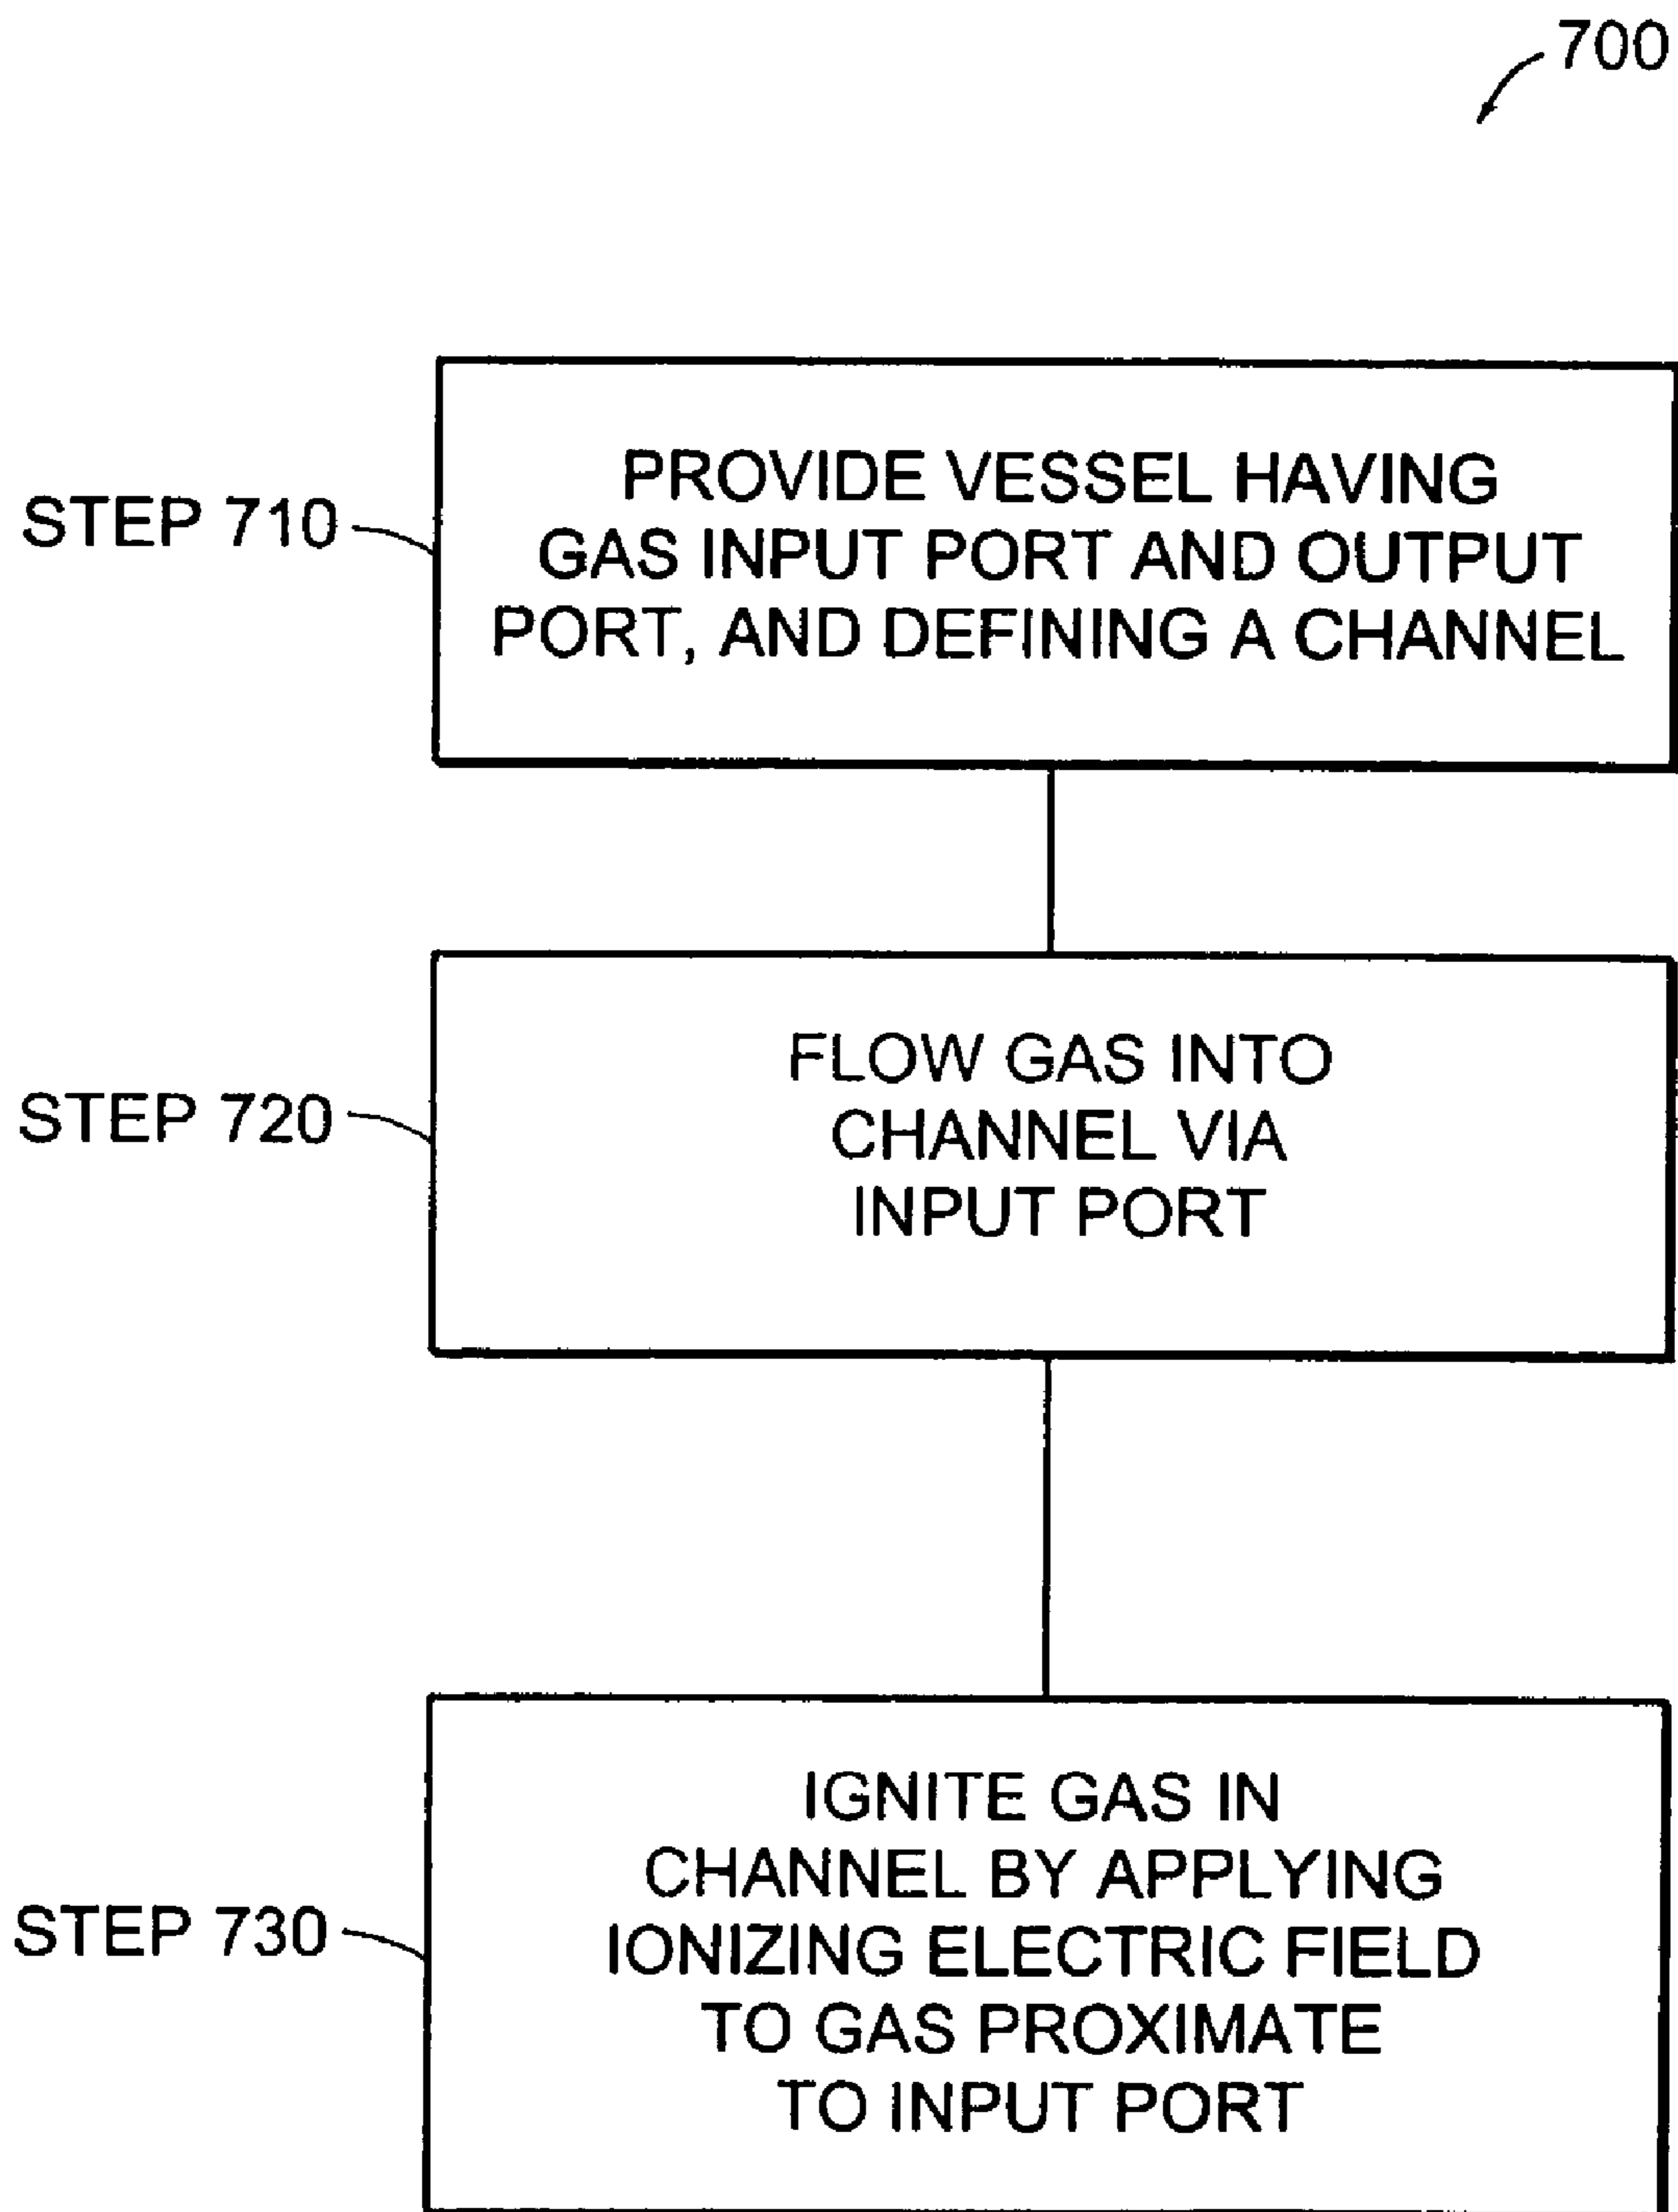 700
STEP 710
PROVIDE VESSEL HAVING
GAS INPUT PORT AND OUTPUT
PORT, AND DEFINING A CHANNEL
STEP 720
FLOW GAS INTO
CHANNEL VIA
INPUT PORT
STEP 730
IGNITE GAS IN
CHANNEL BY APPLYING
IONIZING ELECTRIC FIELD
TO GAS PROXIMATE
TO INPUT PORT